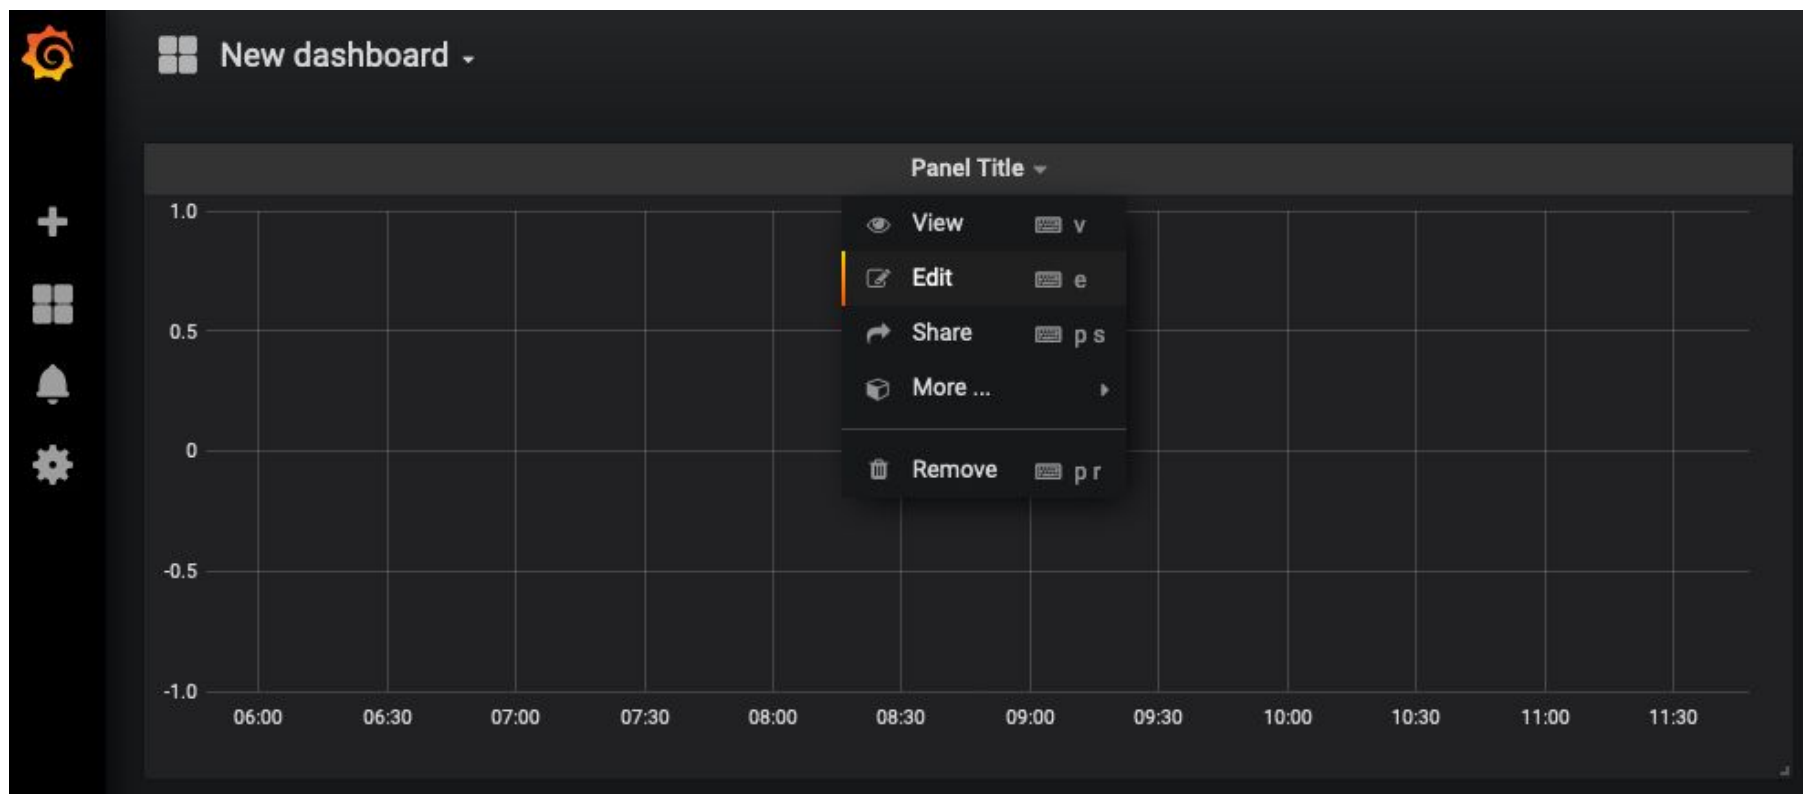 New dashboard
Panel Title
1.0
0.5
0
-0.5
-1.0
View v
Edit e
Share p s
More ...
Remove p r
06:00 06:30 07:00 07:30 08:00 08:30 09:00 09:30 10:00 10:30 11:00 11:30